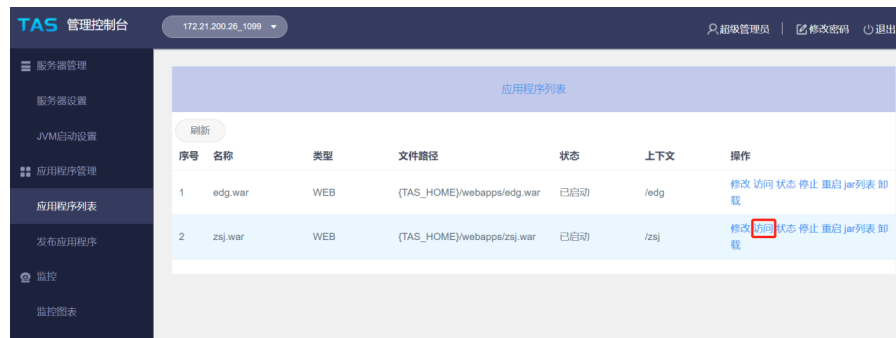 TAS 管理控制台 172.21.200.26_1099 超级管理员 修改密码 退出
服务器管理
服务器设置
JVM启动设置
应用程序管理
应用程序列表
发布应用程序
监控
监控图表
应用程序列表
刷新
序号 名称 类型 文件路径 状态 上下文 操作
1 edg.war WEB {TAS_HOME}/webapps/edg.war 已启动 /edg 修改 访问 状态 停止 重启 jar列表 卸
载
2 zsj.war WEB {TAS_HOME}/webapps/zsj.war 已启动 /zsj 修改 访问 状态 停止 重启 jar列表 卸
载